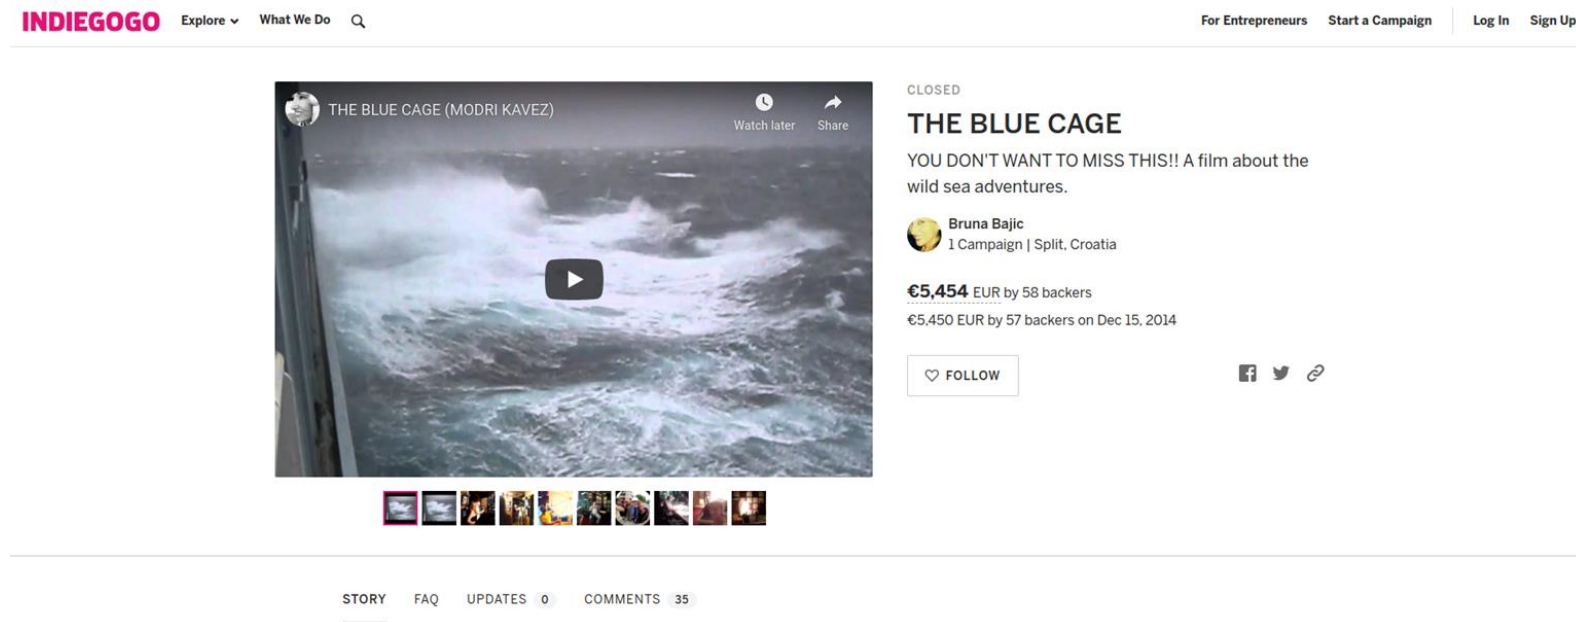 INDIEGOGO Explore What We Do For Entrepreneurs Start a Campaign Log In Sign Up
THE BLUE CAGE (MODRI KAVEZ)
Watch later Share
CLOSED
THE BLUE CAGE
YOU DON'T WANT TO MISS THIS!! A film about the
wild sea adventures.
Bruna Bajic
1 Campaign | Split, Croatia
€5,454 EUR by 58 backers
€5,450 EUR by 57 backers on Dec 15, 2014
FOLLOW
STORY FAQ UPDATES 0 COMMENTS 35